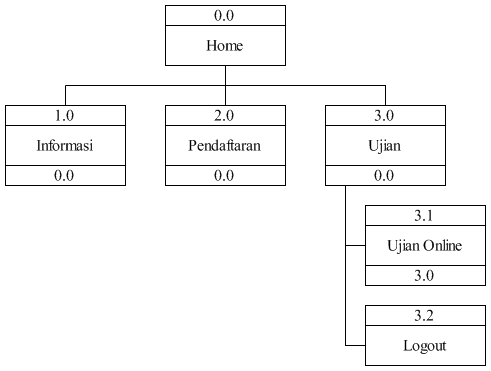 0.0
Home
1.0
Informasi
0.0
2.0
Pendaftaran
0.0
3.0
Ujian
0.0
3.1
Ujian Online
3.0
3.2
Logout